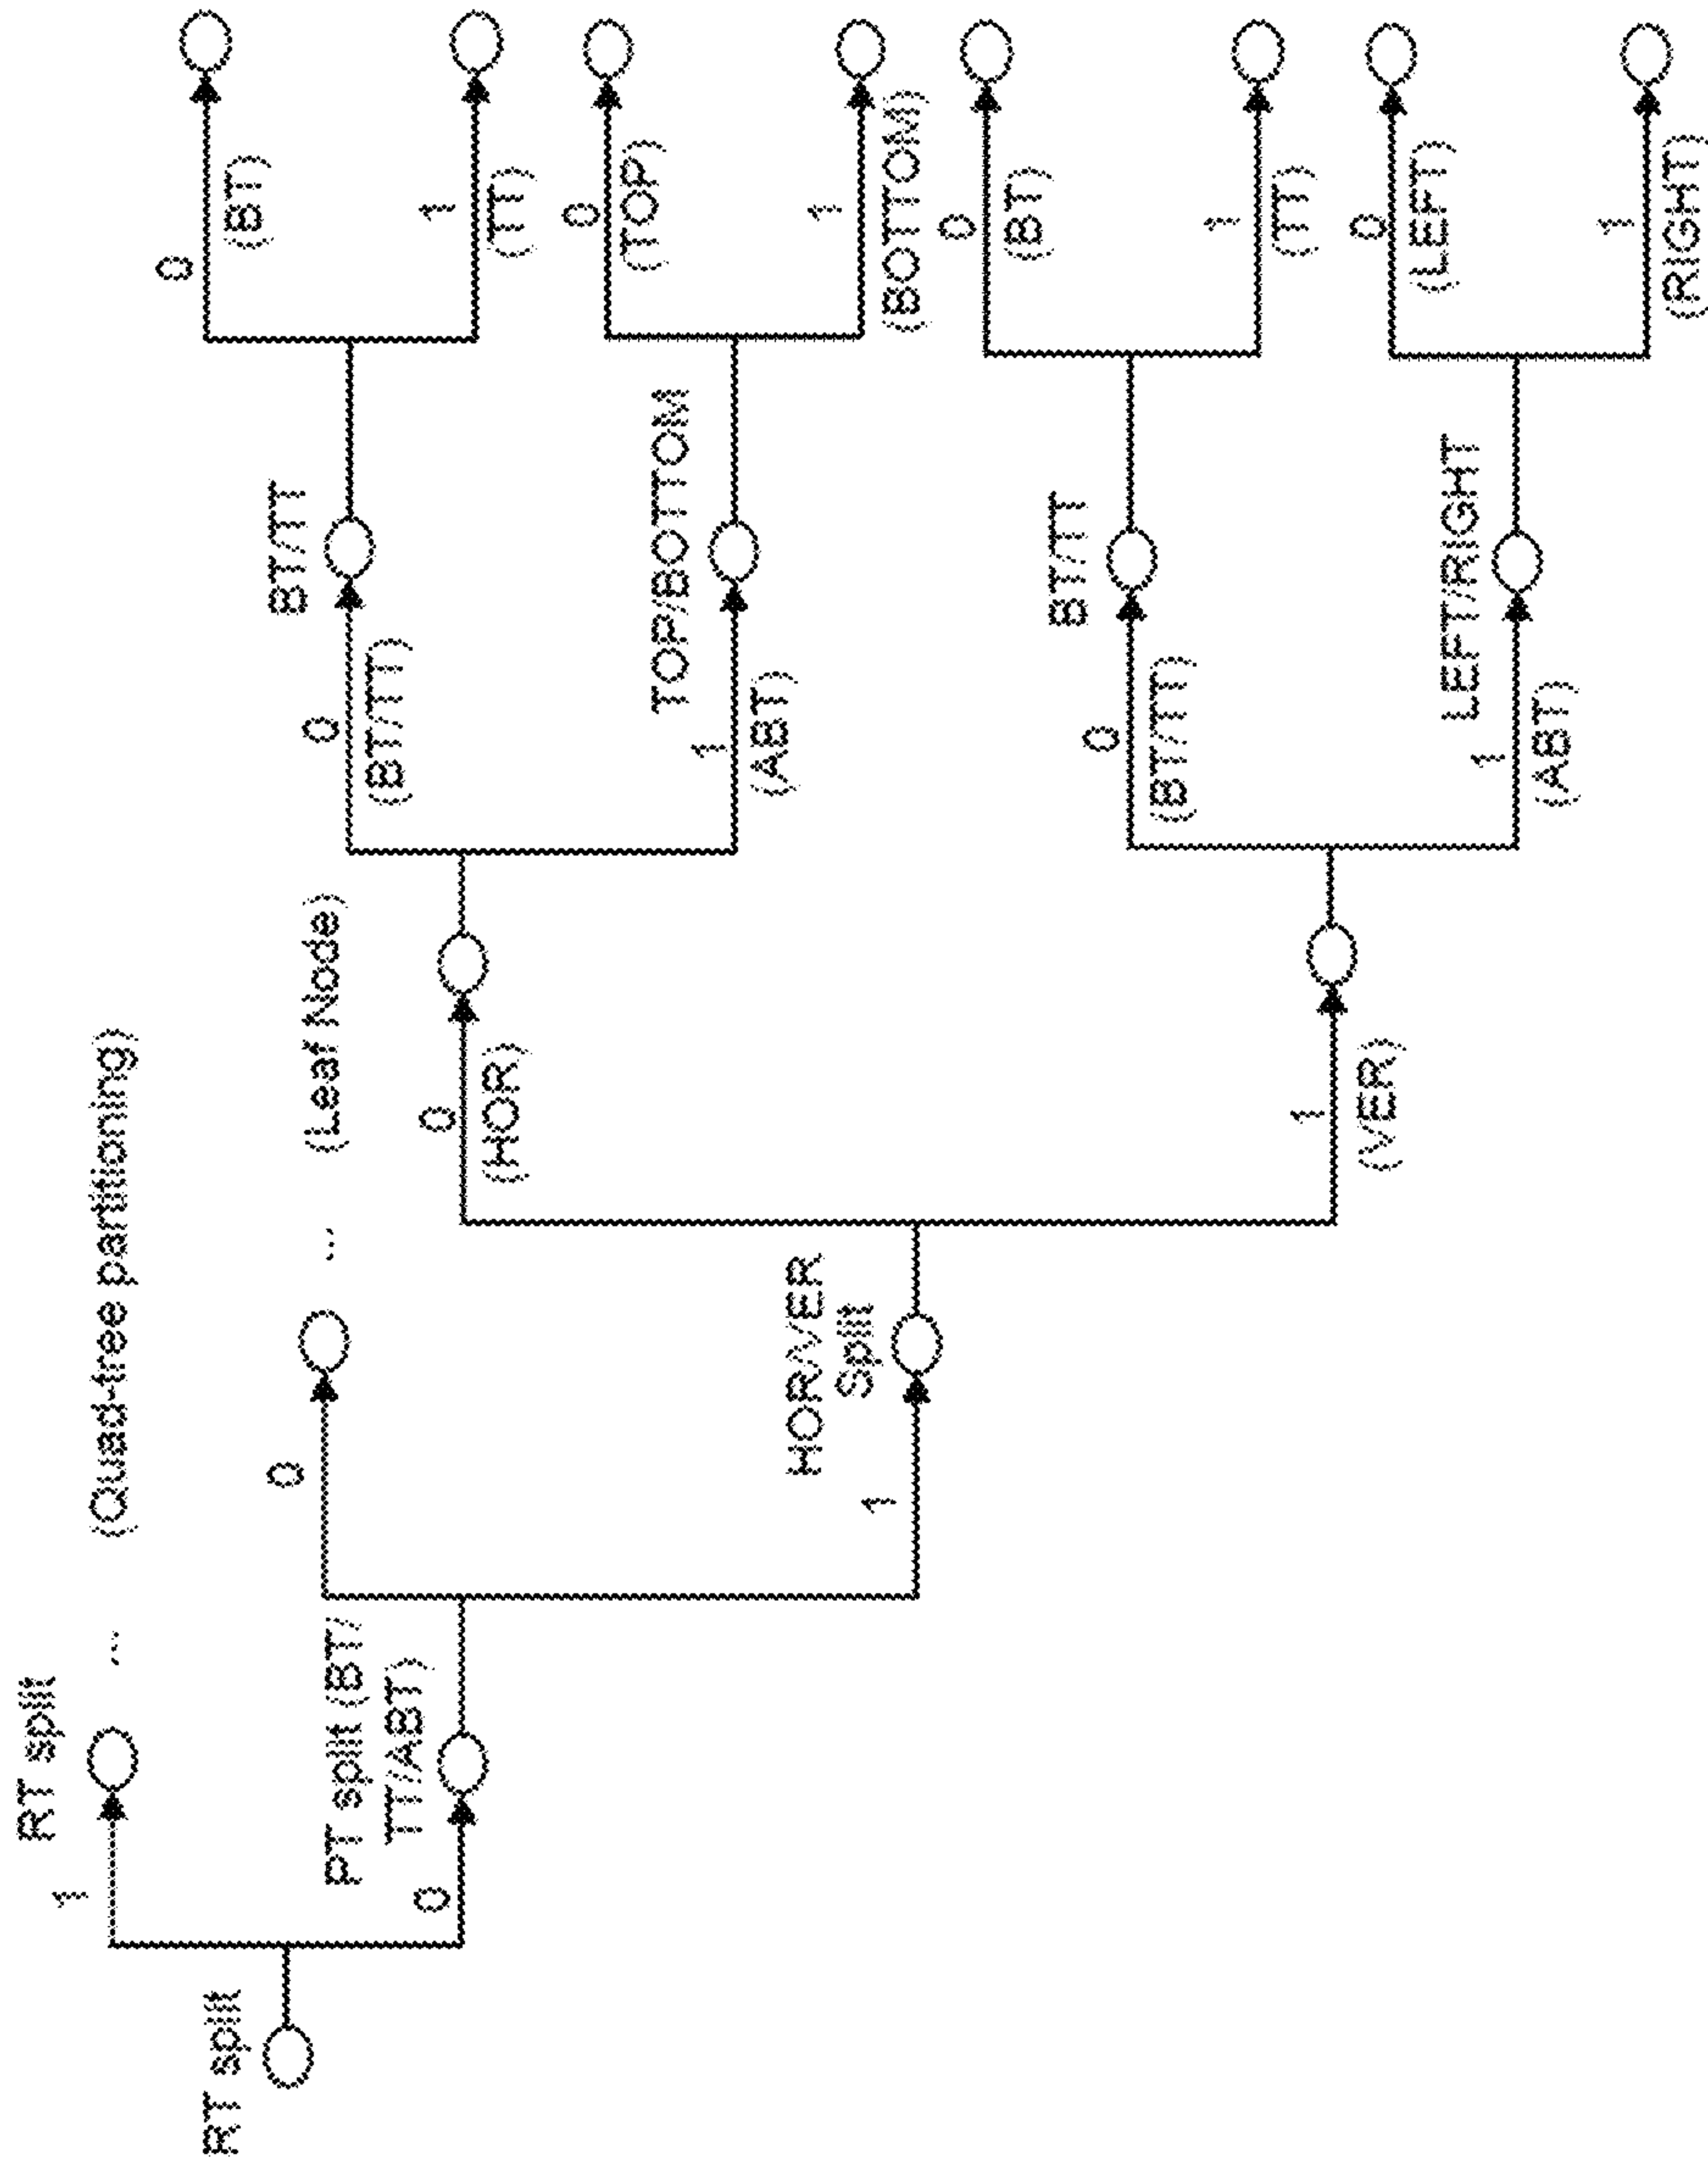 RT split
1
RT split
... (Quad-tree partitioning)
0
PT split (BT/
TT/ABT)
0
... (Leaf Node)
1
HOR/VER
Split
0
(HOR)
1
(VER)
0
(BT/TT)
BT/TT
1
(ABT)
TOP/BOTTOM
0
(BT/TT)
BT/TT
1
(ABT)
LEFT/RIGHT
0
(BT)
1
(TT)
0
(TOP)
1
(BOTTOM)
0
(BT)
1
(TT)
0
(LEFT)
1
(RIGHT)